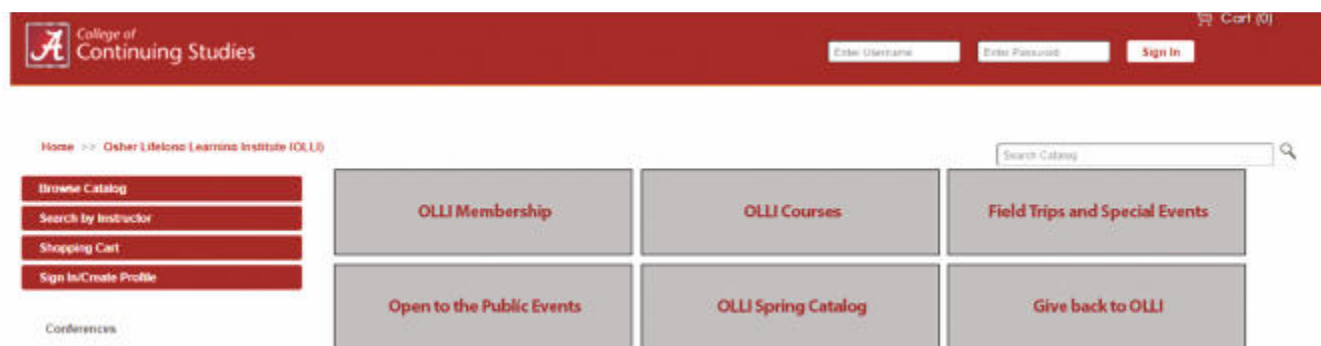 Cart (0)
College of
Continuing Studies
Enter Username
Enter Password
Sign In
Home >> Osher Lifelong Learning Institute (OLLI)
Search Catalog
Browse Catalog
Search by Instructor
Shopping Cart
Sign In/Create Profile
Conferences
OLLI Membership
OLLI Courses
Field Trips and Special Events
Open to the Public Events
OLLI Spring Catalog
Give back to OLLI